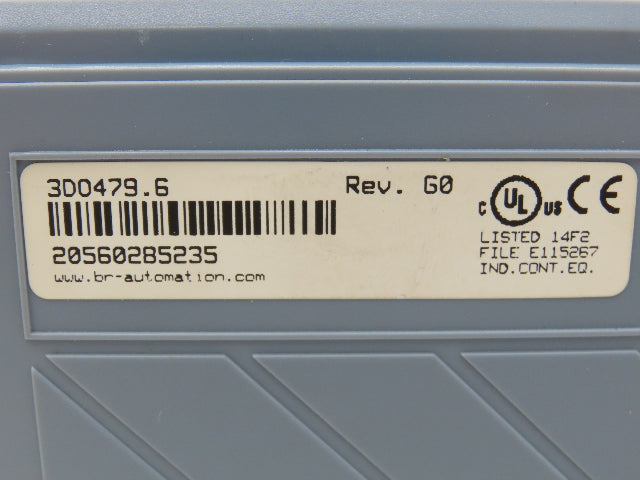 3DO479.6
Rev. G0
20560285235
www.br-automation.com
C UL US CE
LISTED 14F2
FILE E115267
IND.CONT.EQ.